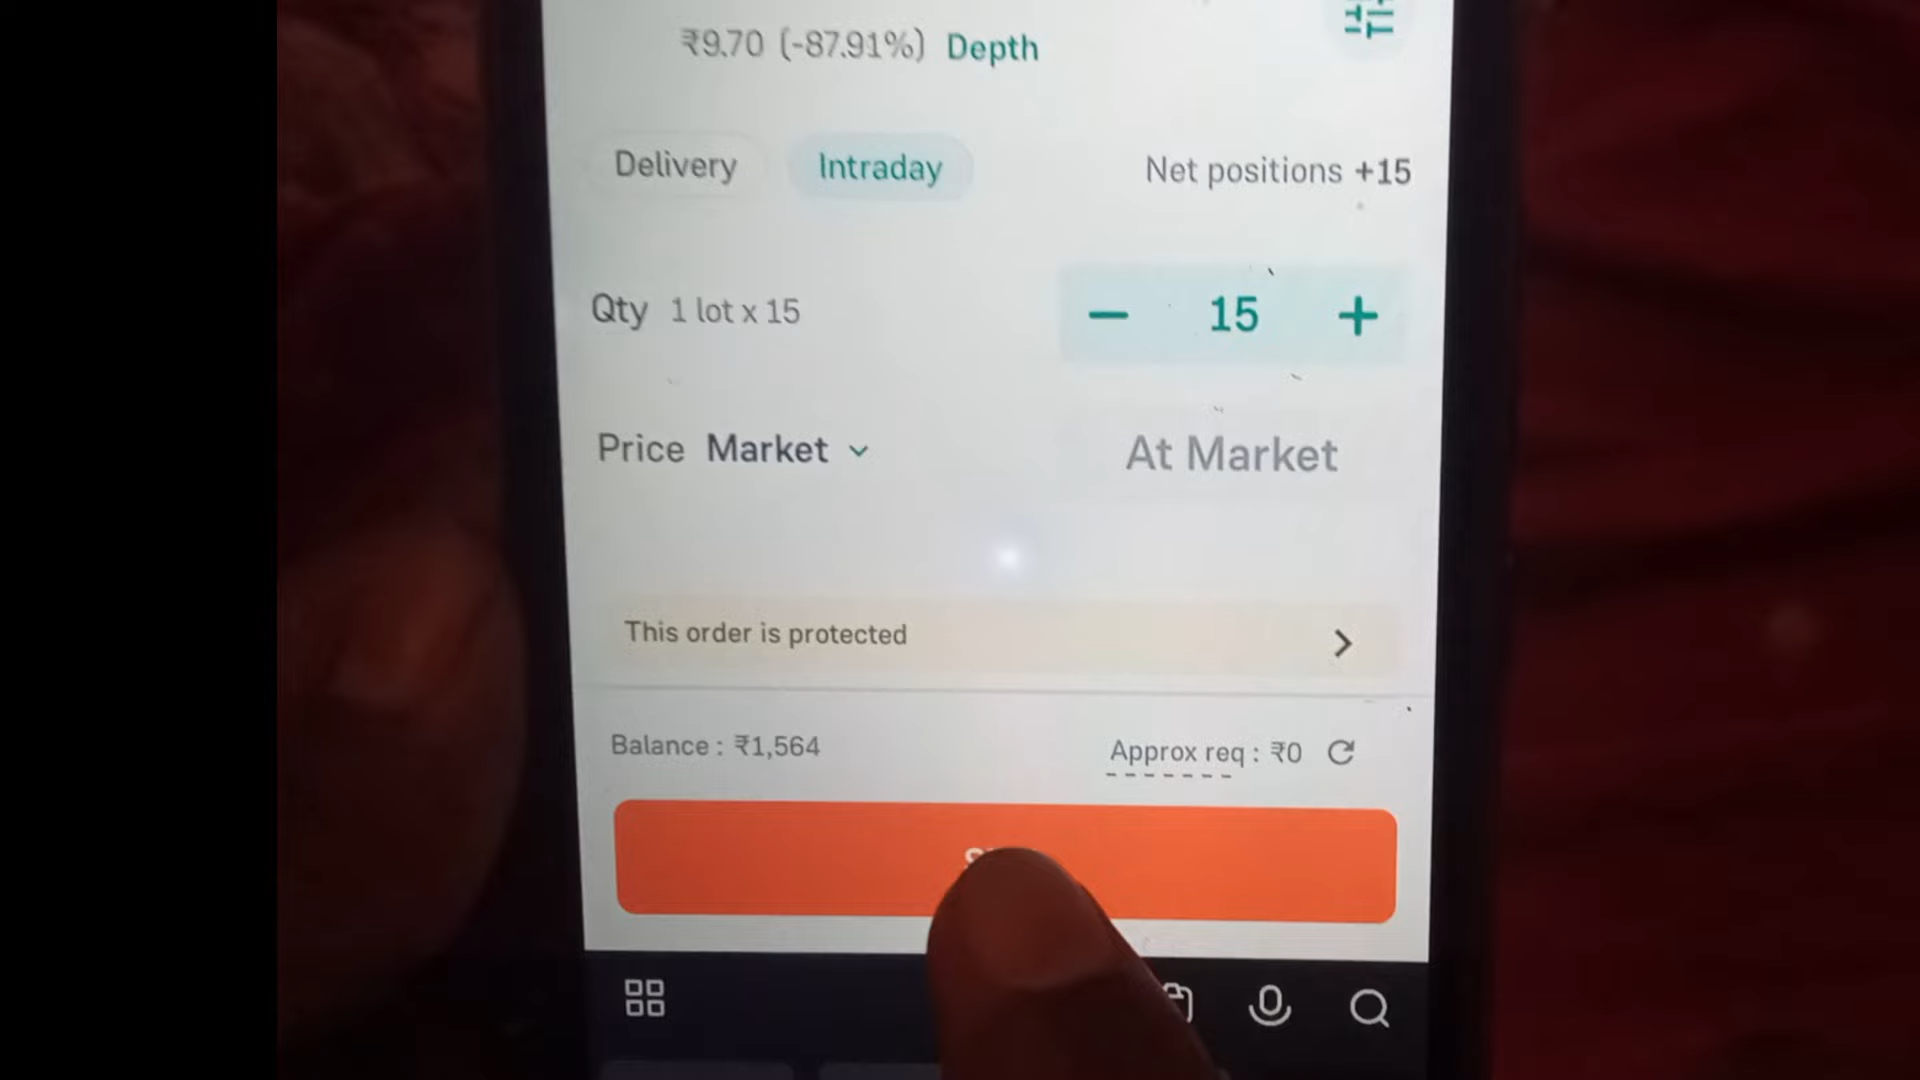 ₹9.70 (-87.91%) Depth
Delivery Intraday Net positions +15
Qty 1 lot x 15 15
Price Market At Market
This order is protected
Balance : ₹1,564 Approx req : ₹0